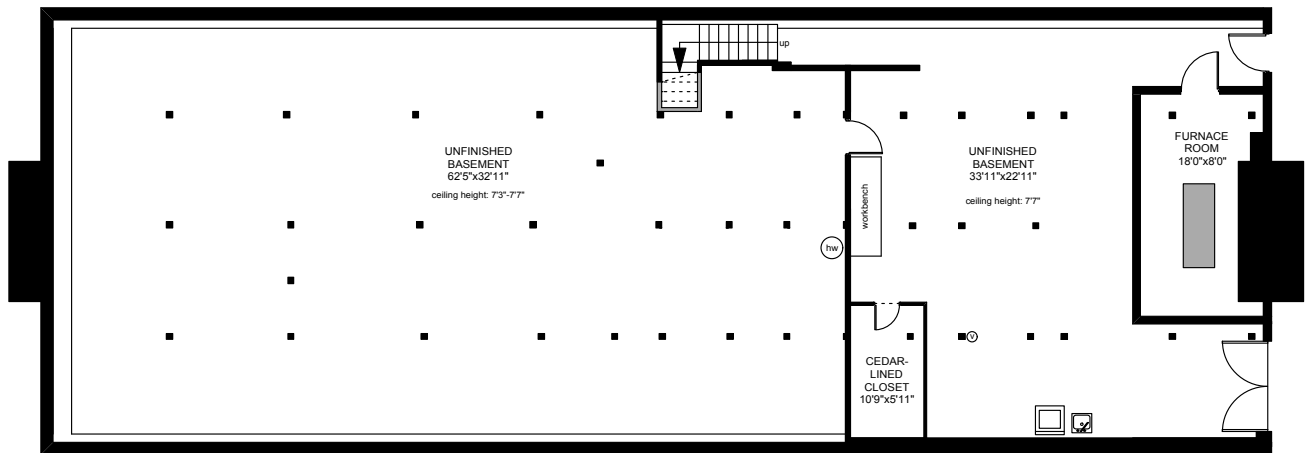 up
UNFINISHED
BASEMENT
62'5"x32'11"
ceiling height: 7'3"-7'7"
UNFINISHED
BASEMENT
33'11"x22'11"
ceiling height: 7'7"
FURNACE
ROOM
18'0"x8'0"
workbench
hw
v
CEDAR-
LINED
CLOSET
10'9"x5'11"